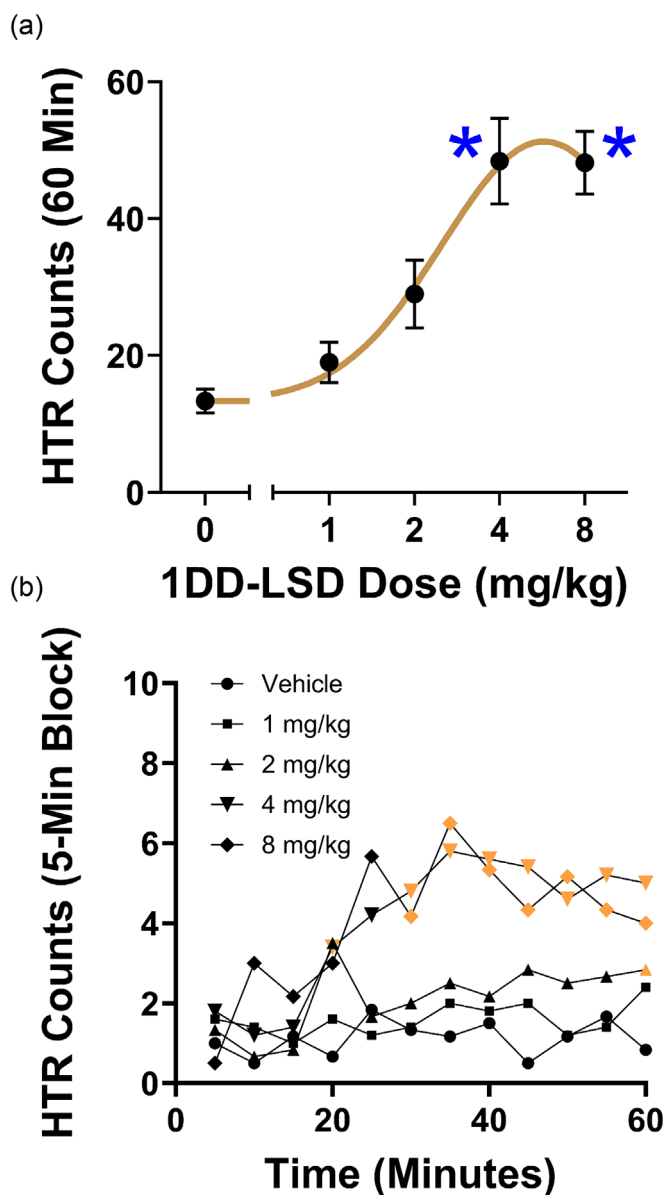 (a)
HTR Counts (60 Min)
60
40
20
0
* *
0 1 2 4 8
1DD-LSD Dose (mg/kg)
(b)
HTR Counts (5-Min Block)
10
8
6
4
2
0
Vehicle
1 mg/kg
2 mg/kg
4 mg/kg
8 mg/kg
0 20 40 60
Time (Minutes)